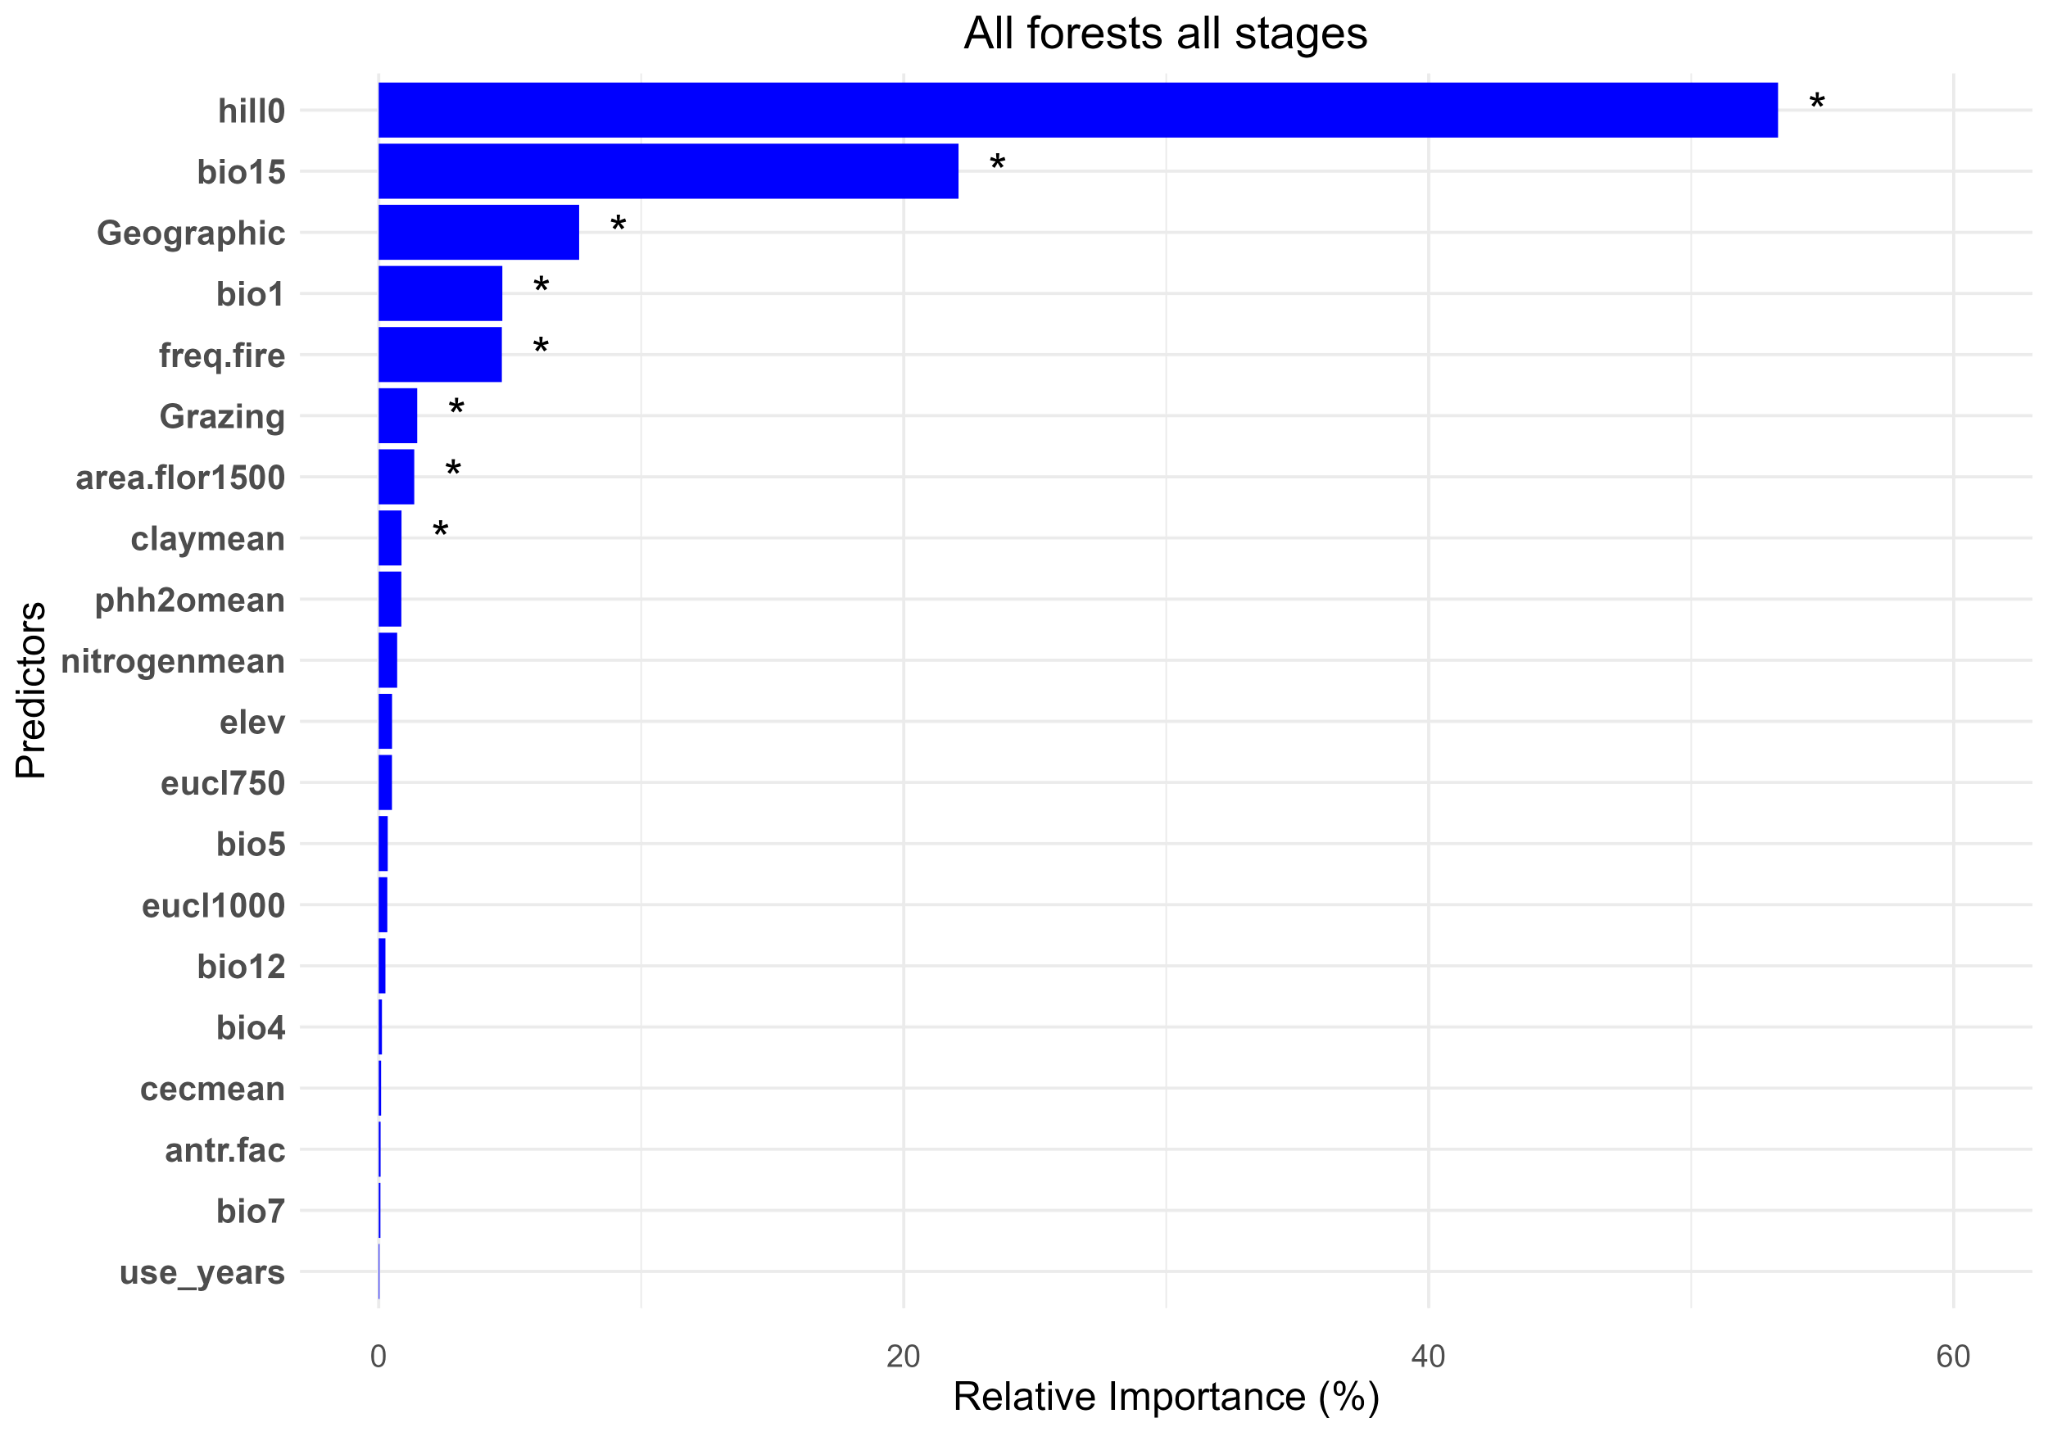 All forests all stages
hill0 *
bio15 *
Geographic *
bio1 *
freq.fire *
Grazing *
area.flor1500 *
claymean *
phh2omean
nitrogenmean
elev
eucl750
bio5
eucl1000
bio12
bio4
cecmean
antr.fac
bio7
use_years
Predictors
0 20 40 60
Relative Importance (%)